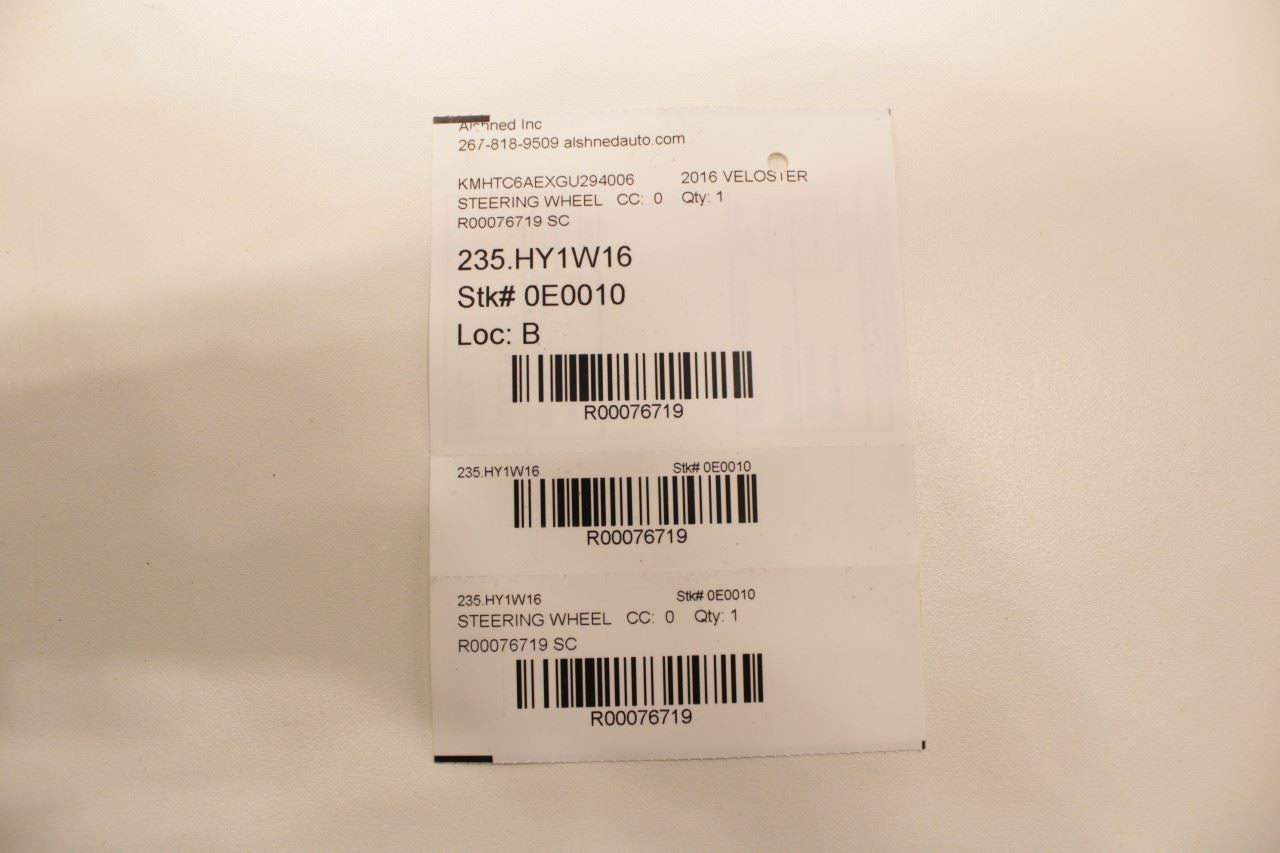 Alshned Inc
267-818-9509 alshnedauto.com
KMHTC6AEXGU294006 2016 VELOSTER
STEERING WHEEL CC: 0 Qty: 1
R00076719 SC
235.HY1W16
Stk# 0E0010
Loc: B
R00076719
235.HY1W16 Stk# 0E0010
R00076719
235.HY1W16 Stk# 0E0010
STEERING WHEEL CC: 0 Qty: 1
R00076719 SC
R00076719